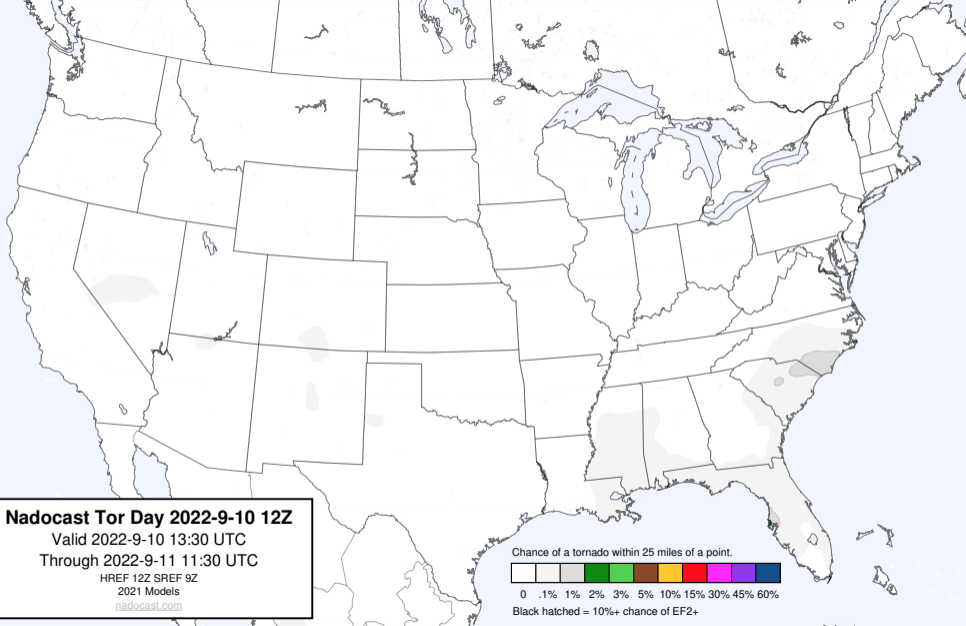 Nadocast Tor Day 2022-9-10 12Z
Valid 2022-9-10 13:30 UTC
Through 2022-9-11 11:30 UTC
HREF 12Z SREF 9Z
2021 Models
nadocast.com
Chance of a tornado within 25 miles of a point.
0 .1% 1% 2% 3% 5% 10% 15% 30% 45% 60%
Black hatched = 10%+ chance of EF2+